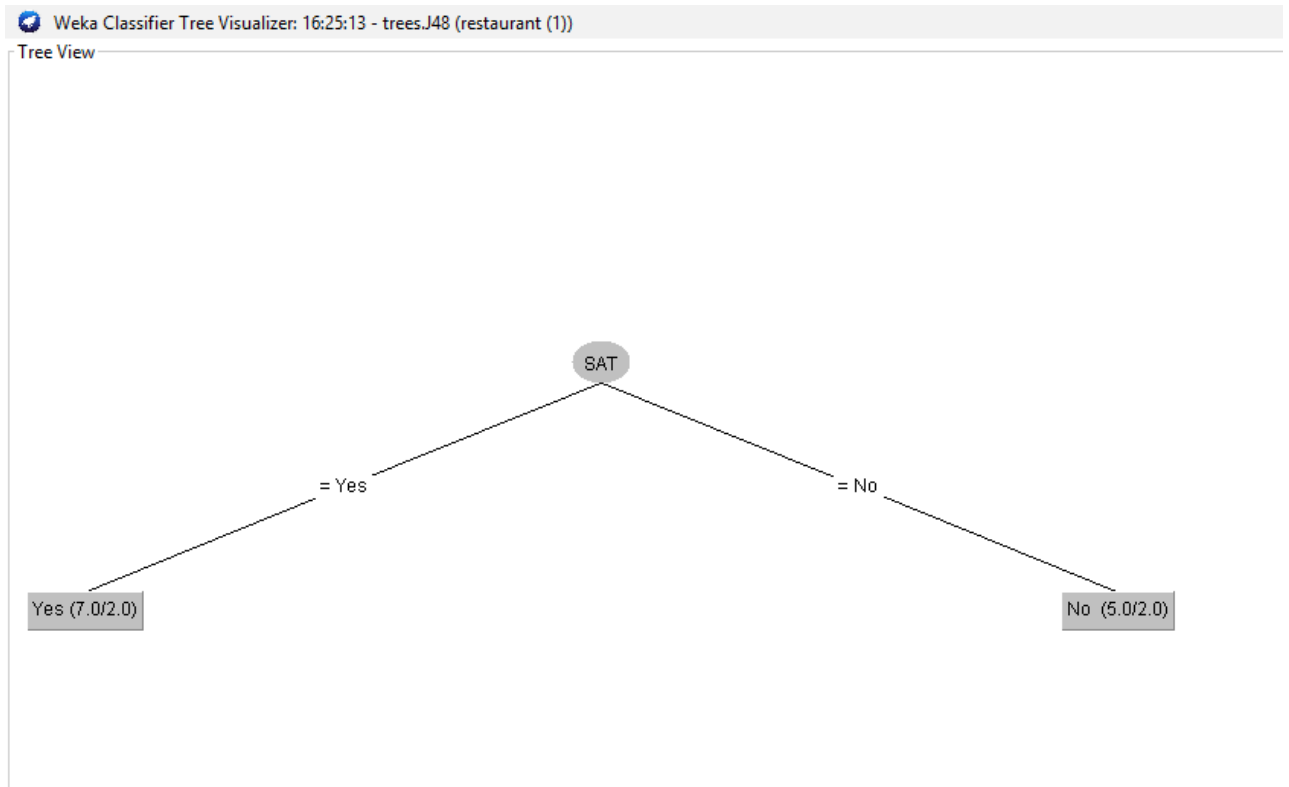 Weka Classifier Tree Visualizer: 16:25:13 - trees.J48 (restaurant (1))
Tree View
SAT
= Yes
= No
Yes (7.0/2.0)
No (5.0/2.0)